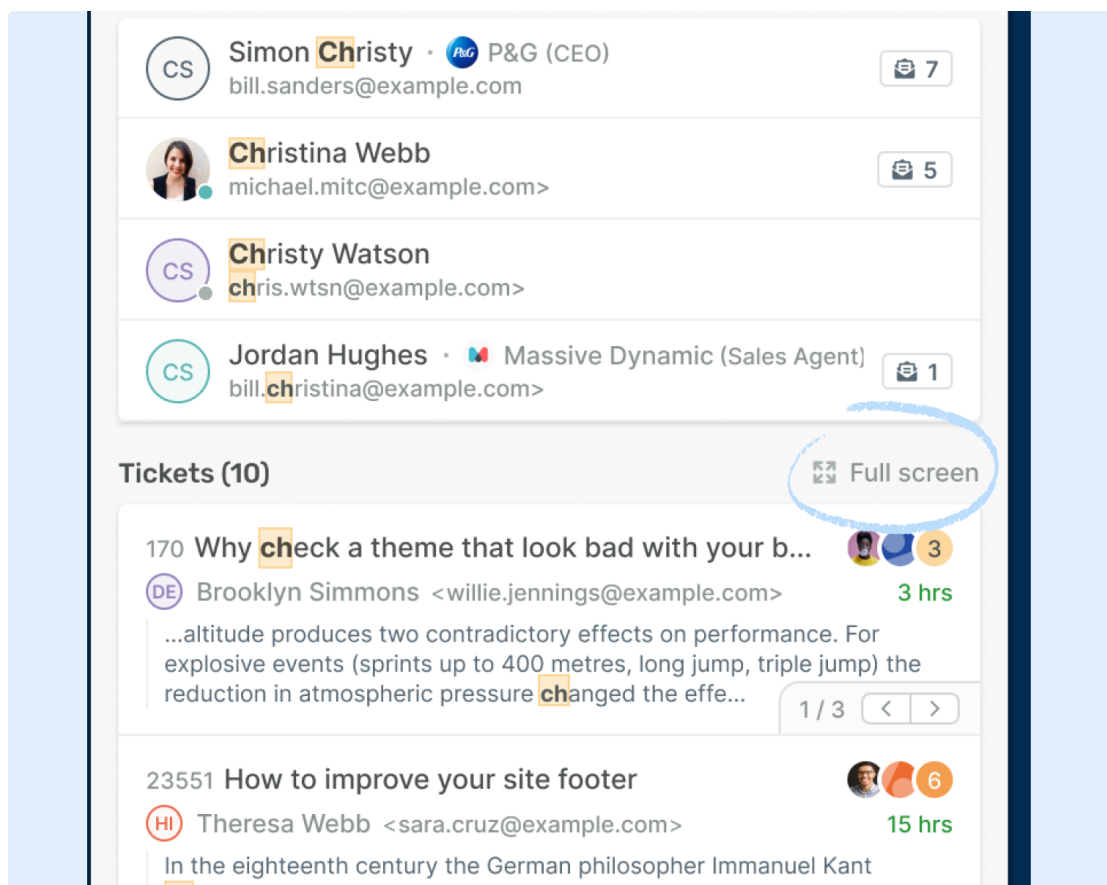 CS Simon Christy · P&G P&G (CEO) 7
bill.sanders@example.com
Christina Webb 5
michael.mitc@example.com>
CS Christy Watson
chris.wtsn@example.com>
CS Jordan Hughes · Massive Dynamic (Sales Agent) 1
bill.christina@example.com>
Tickets (10) Full screen
170 Why check a theme that look bad with your b... 3
DE Brooklyn Simmons <willie.jennings@example.com> 3 hrs
...altitude produces two contradictory effects on performance. For
explosive events (sprints up to 400 metres, long jump, triple jump) the
reduction in atmospheric pressure changed the effe...
1 / 3
23551 How to improve your site footer 6
HI Theresa Webb <sara.cruz@example.com> 15 hrs
In the eighteenth century the German philosopher Immanuel Kant